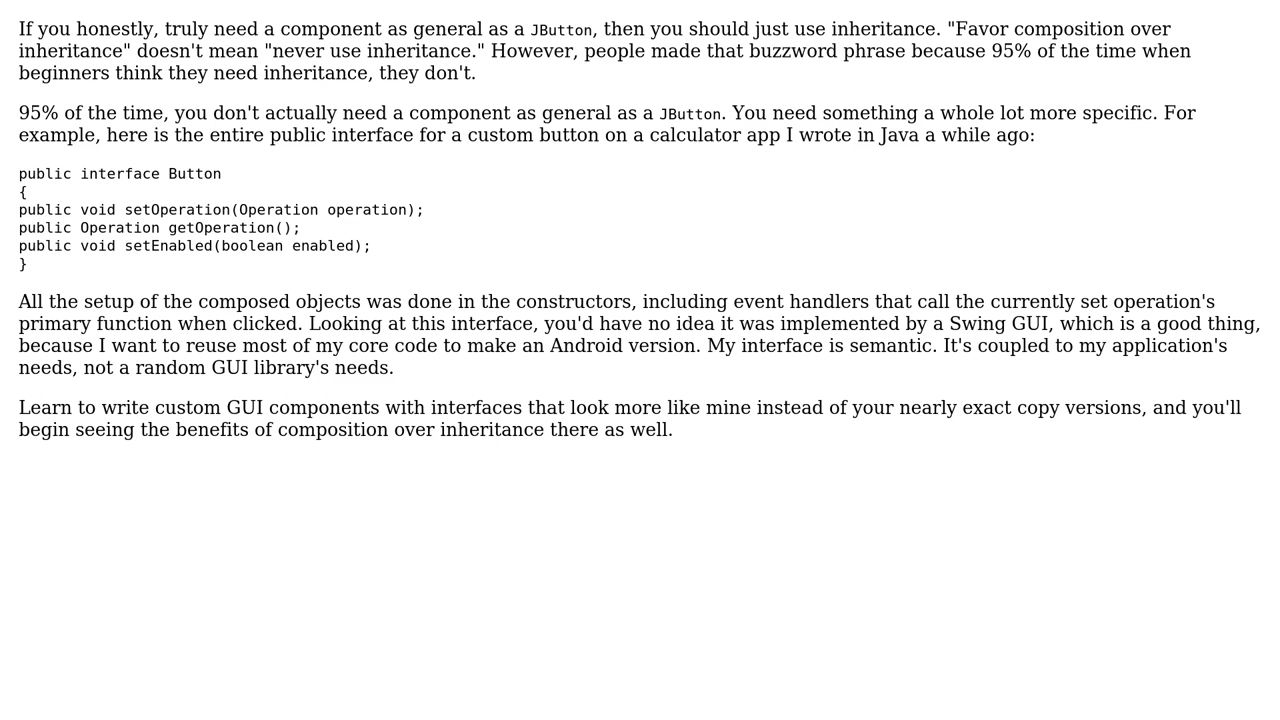 If you honestly, truly need a component as general as a JButton, then you should just use inheritance. "Favor composition over
inheritance" doesn't mean "never use inheritance." However, people made that buzzword phrase because 95% of the time when
beginners think they need inheritance, they don't.
95% of the time, you don't actually need a component as general as a JButton. You need something a whole lot more specific. For
example, here is the entire public interface for a custom button on a calculator app I wrote in Java a while ago:
public interface Button
{
public void setOperation(Operation operation);
public Operation getOperation();
public void setEnabled(boolean enabled);
}
All the setup of the composed objects was done in the constructors, including event handlers that call the currently set operation's
primary function when clicked. Looking at this interface, you'd have no idea it was implemented by a Swing GUI, which is a good thing,
because I want to reuse most of my core code to make an Android version. My interface is semantic. It's coupled to my application's
needs, not a random GUI library's needs.
Learn to write custom GUI components with interfaces that look more like mine instead of your nearly exact copy versions, and you'll
begin seeing the benefits of composition over inheritance there as well.